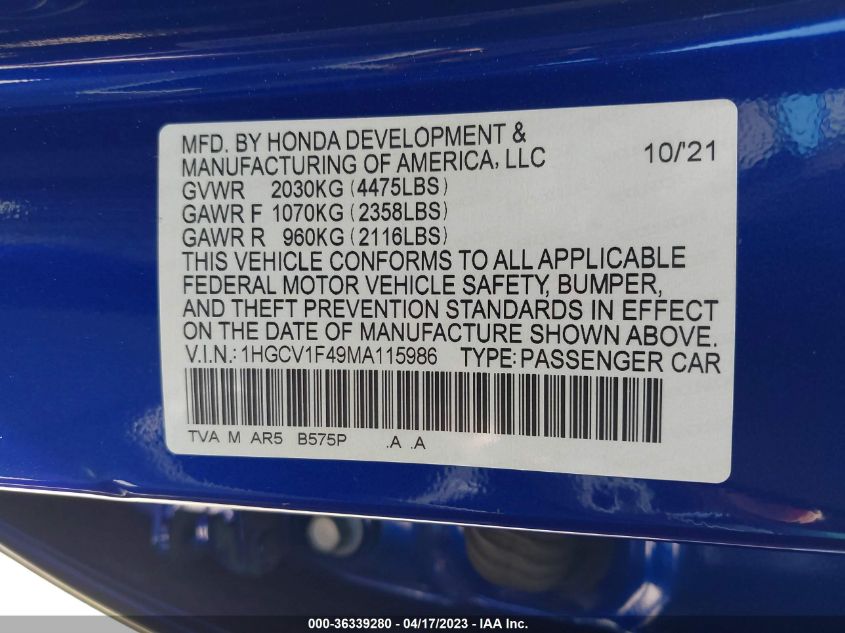 MFD. BY HONDA DEVELOPMENT &
MANUFACTURING OF AMERICA, LLC 10/'21
GVWR 2030KG (4475LBS)
GAWR F 1070KG (2358LBS)
GAWR R 960KG (2116LBS)
THIS VEHICLE CONFORMS TO ALL APPLICABLE
FEDERAL MOTOR VEHICLE SAFETY, BUMPER,
AND THEFT PREVENTION STANDARDS IN EFFECT
ON THE DATE OF MANUFACTURE SHOWN ABOVE.
V.I.N.: 1HGCV1F49MA115986 TYPE: PASSENGER CAR
TVA M AR5 B575P .A .A
000-36339280 - 04/17/2023 - IAA Inc.